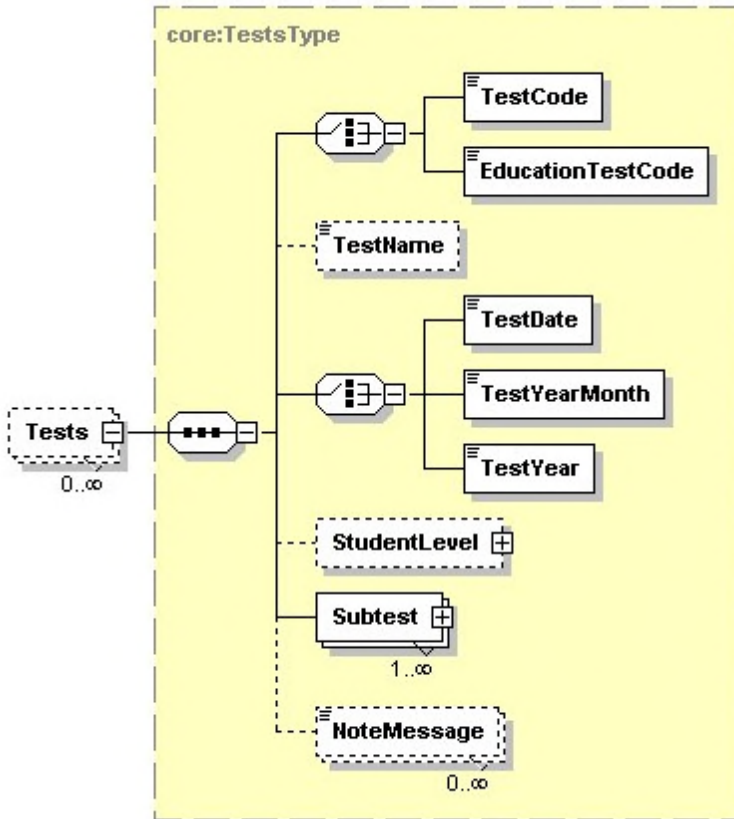 core:TestsType
TestCode
EducationTestCode
TestName
TestDate
TestYearMonth
Tests
0..∞
TestYear
StudentLevel
Subtest
1..∞
NoteMessage
0..∞